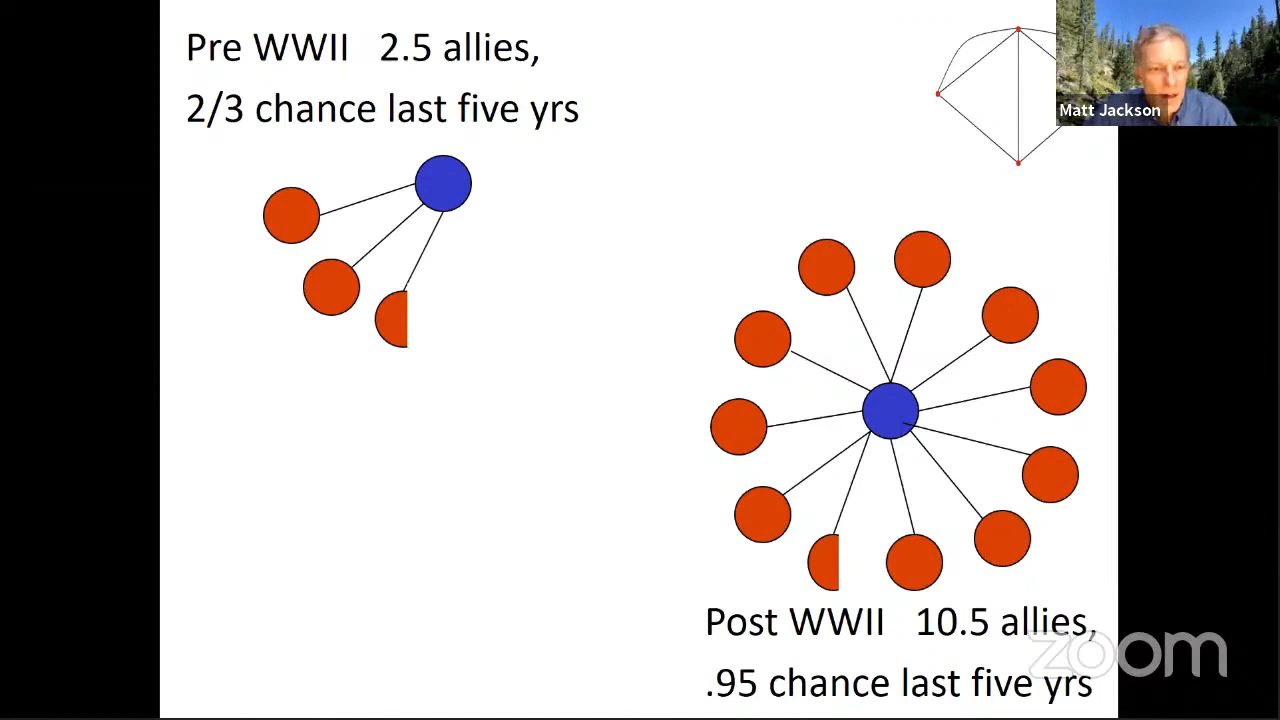 Pre WWII 2.5 allies,
2/3 chance last five yrs
Matt Jackson
Post WWII 10.5 allies,
.95 chance last five yrs
zoom